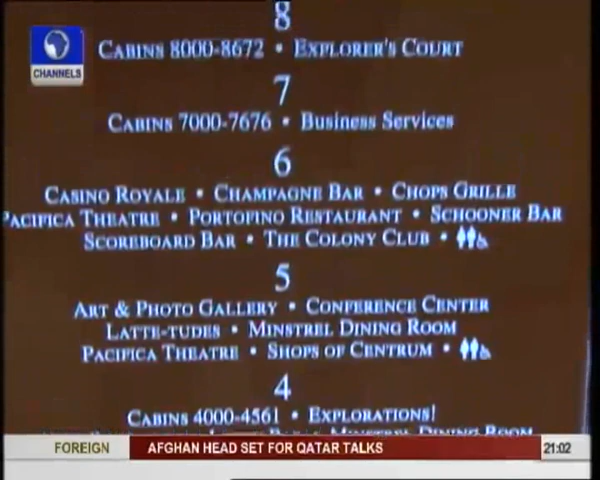 8
CHANNELS
CABINS 8000-8672 • EXPLORER'S COURT
7
CABINS 7000-7676 • BUSINESS SERVICES
6
CASINO ROYALE • CHAMPAGNE BAR • CHOPS GRILLE
PACIFICA THEATRE • PORTOFINO RESTAURANT • SCHOONER BAR
SCOREBOARD BAR • THE COLONY CLUB •
5
ART & PHOTO GALLERY • CONFERENCE CENTER
LATTE-TUDES • MINSTREL DINING ROOM
PACIFICA THEATRE • SHOPS OF CENTRUM •
4
CABINS 4000-4561 • EXPLORATIONS!
MINSTREL DINING ROOM
FOREIGN AFGHAN HEAD SET FOR QATAR TALKS 21:02